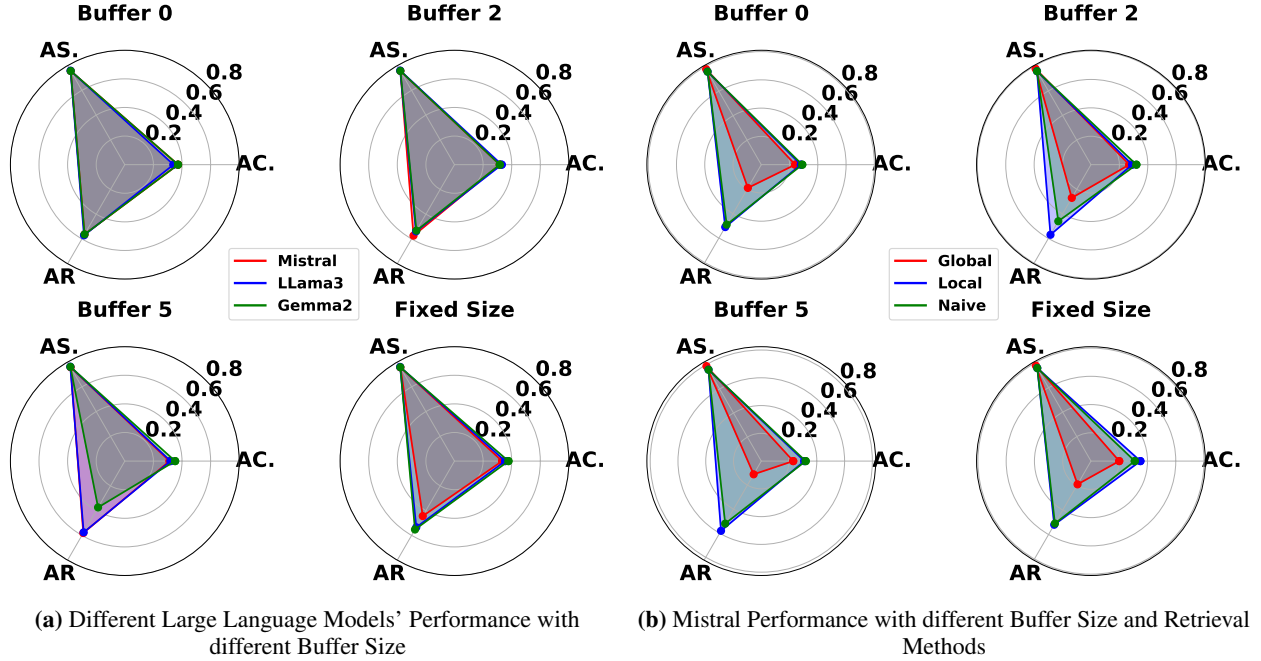 Buffer 0
AS.
0.8
0.6
0.4
0.2
AC.
AR
Buffer 2
AS.
0.8
0.6
0.4
0.2
AC.
AR
Mistral
LLama3
Gemma2
Buffer 5
AS.
0.8
0.6
0.4
0.2
AC.
AR
Fixed Size
AS.
0.8
0.6
0.4
0.2
AC.
AR
(a) Different Large Language Models' Performance with
different Buffer Size
Buffer 0
AS.
0.8
0.6
0.4
0.2
AC.
AR
Buffer 2
AS.
0.8
0.6
0.4
0.2
AC.
AR
Global
Local
Naive
Buffer 5
AS.
0.8
0.6
0.4
0.2
AC.
AR
Fixed Size
AS.
0.8
0.6
0.4
0.2
AC.
AR
(b) Mistral Performance with different Buffer Size and Retrieval
Methods